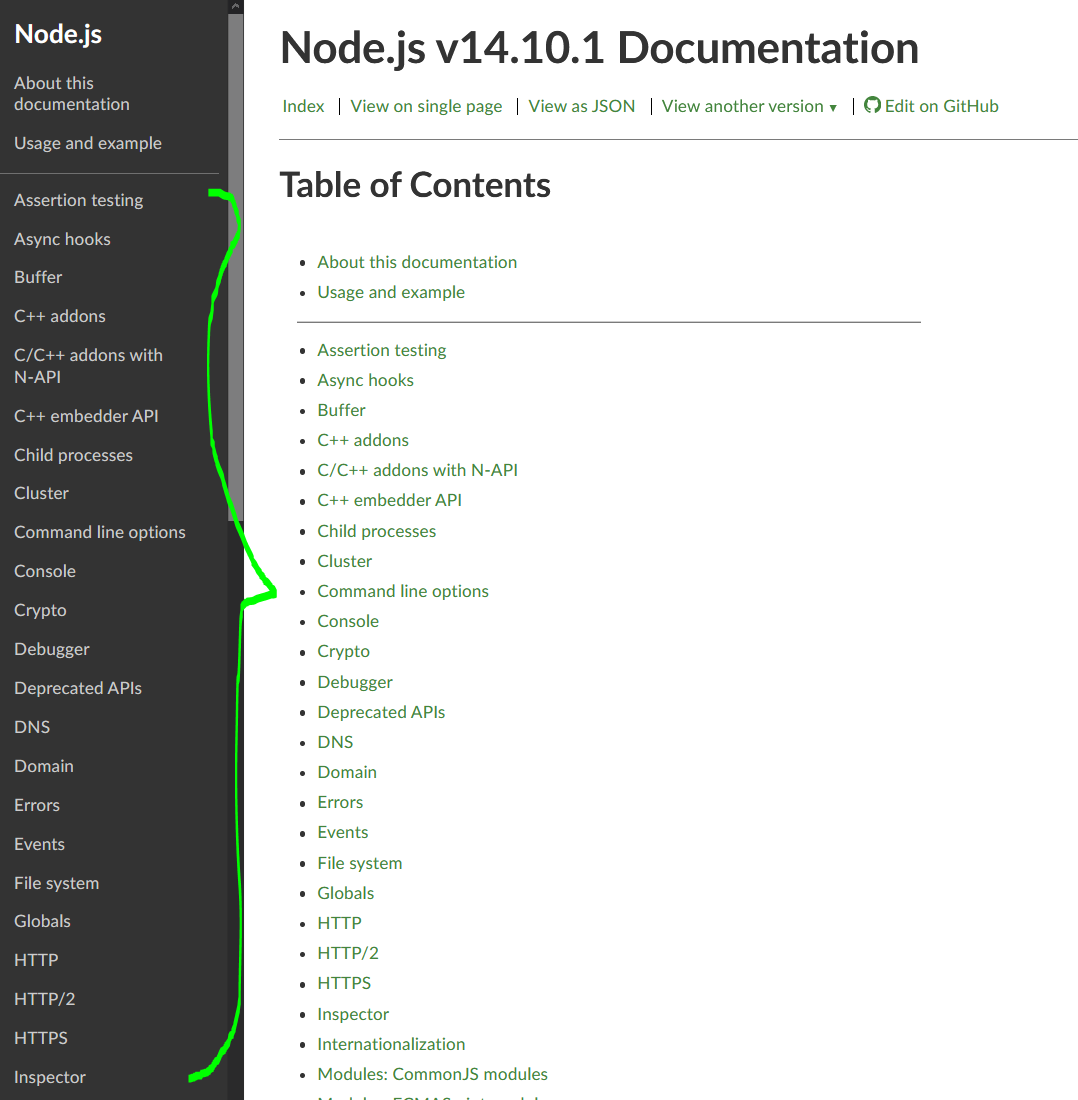 Node.js
About this
documentation
Usage and example
Assertion testing
Async hooks
Buffer
C++ addons
C/C++ addons with
N-API
C++ embedder API
Child processes
Cluster
Command line options
Console
Crypto
Debugger
Deprecated APIs
DNS
Domain
Errors
Events
File system
Globals
HTTP
HTTP/2
HTTPS
Inspector
Node.js v14.10.1 Documentation
Index | View on single page | View as JSON | View another version ▼ | Edit on GitHub
Table of Contents
• About this documentation
• Usage and example
• Assertion testing
• Async hooks
• Buffer
• C++ addons
• C/C++ addons with N-API
• C++ embedder API
• Child processes
• Cluster
• Command line options
• Console
• Crypto
• Debugger
• Deprecated APIs
• DNS
• Domain
• Errors
• Events
• File system
• Globals
• HTTP
• HTTP/2
• HTTPS
• Inspector
• Internationalization
• Modules: CommonJS modules